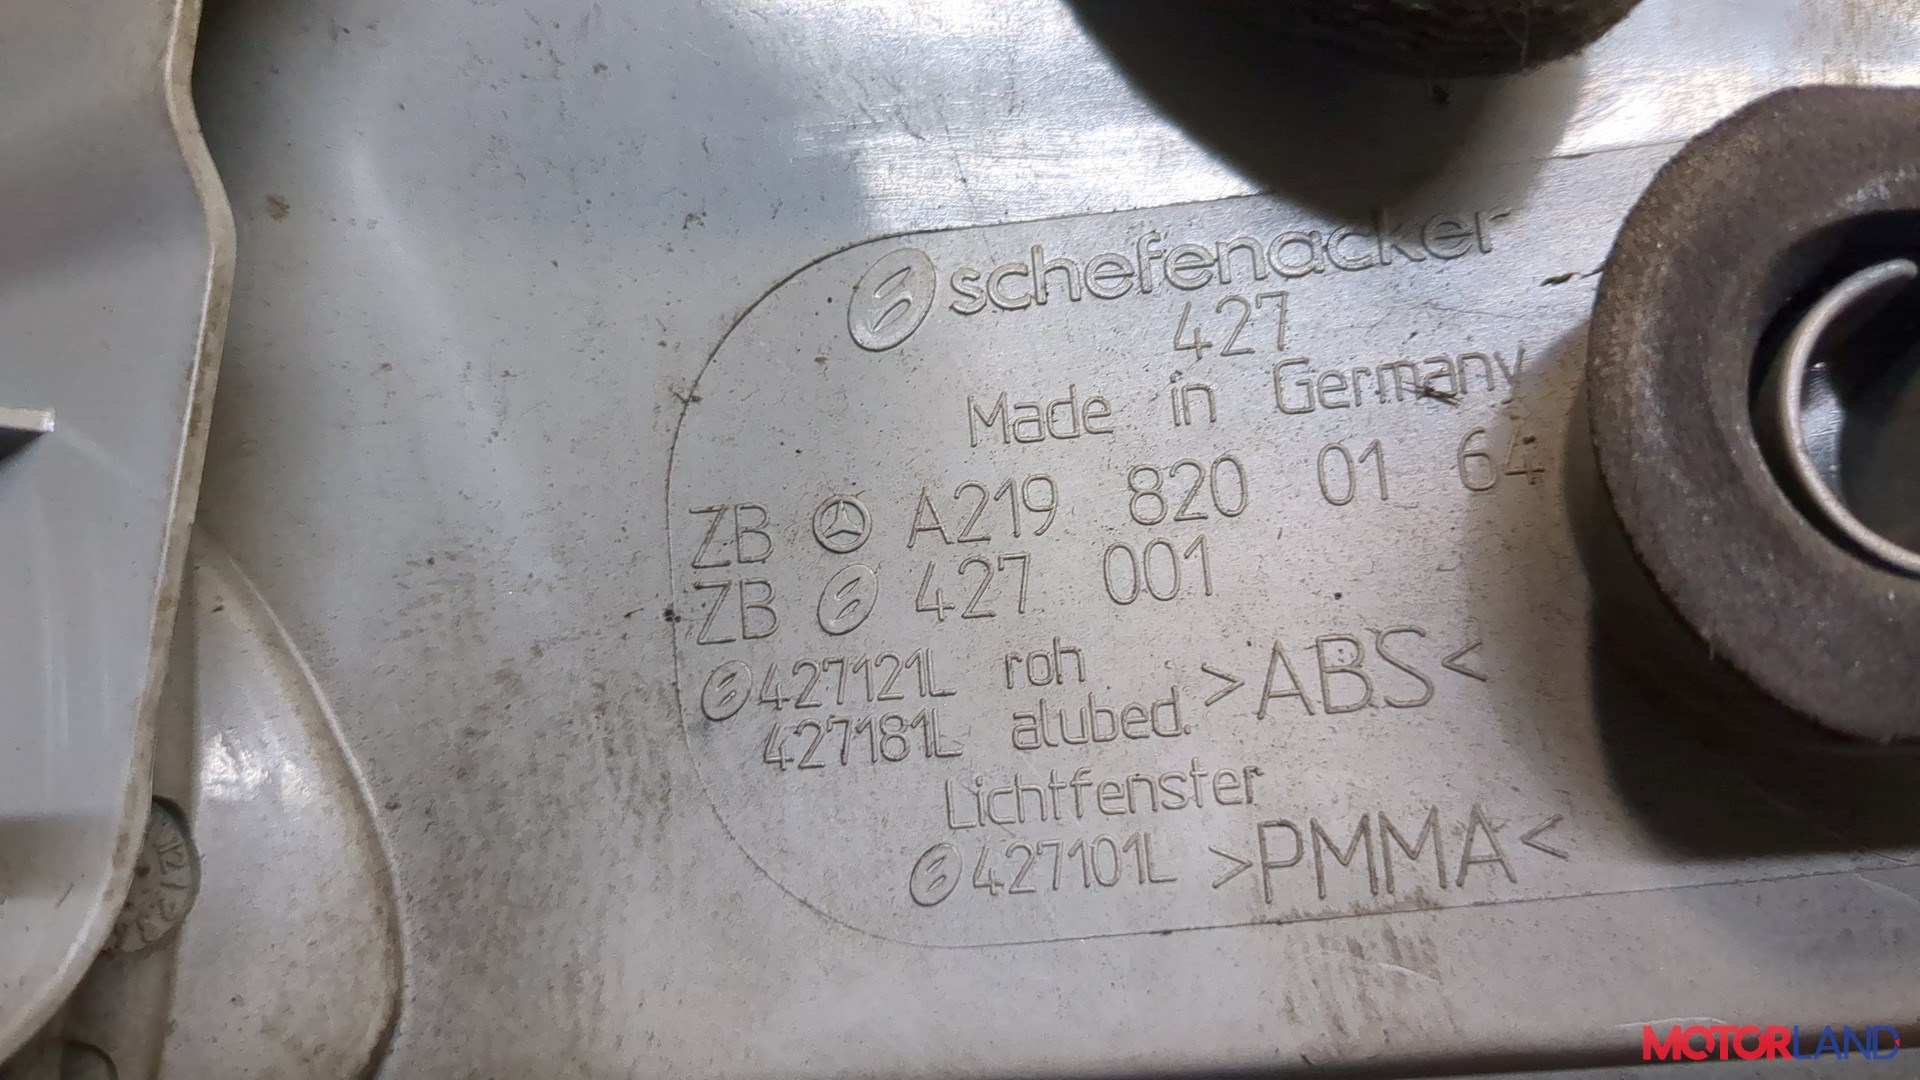 schefenacker
427
Made in Germany
ZB A219 820 01 64
ZB 427 001
427121L roh >ABS<
427181L alubed.
Lichtfenster
427101L >PMMA<
MOTORLAND